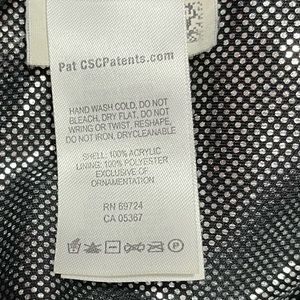 Pat CSCPatents.com
HAND WASH COLD, DO NOT
BLEACH, DRY FLAT. DO NOT
WRING OR TWIST, RESHAPE,
DO NOT IRON, DRYCLEANABLE
SHELL: 100% ACRYLIC
LINING: 100% POLYESTER
EXCLUSIVE OF
ORNAMENTATION
RN 69724
CA 05367